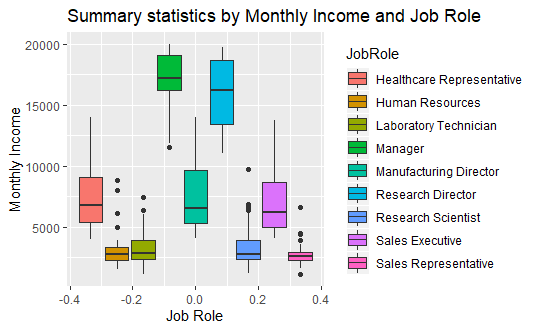 Summary statistics by Monthly Income and Job Role
20000
15000
10000
5000
Monthly Income
-0.4
-0.2
0.0
0.2
0.4
Job Role
JobRole
Healthcare Representative
Human Resources
Laboratory Technician
Manager
Manufacturing Director
Research Director
Research Scientist
Sales Executive
Sales Representative